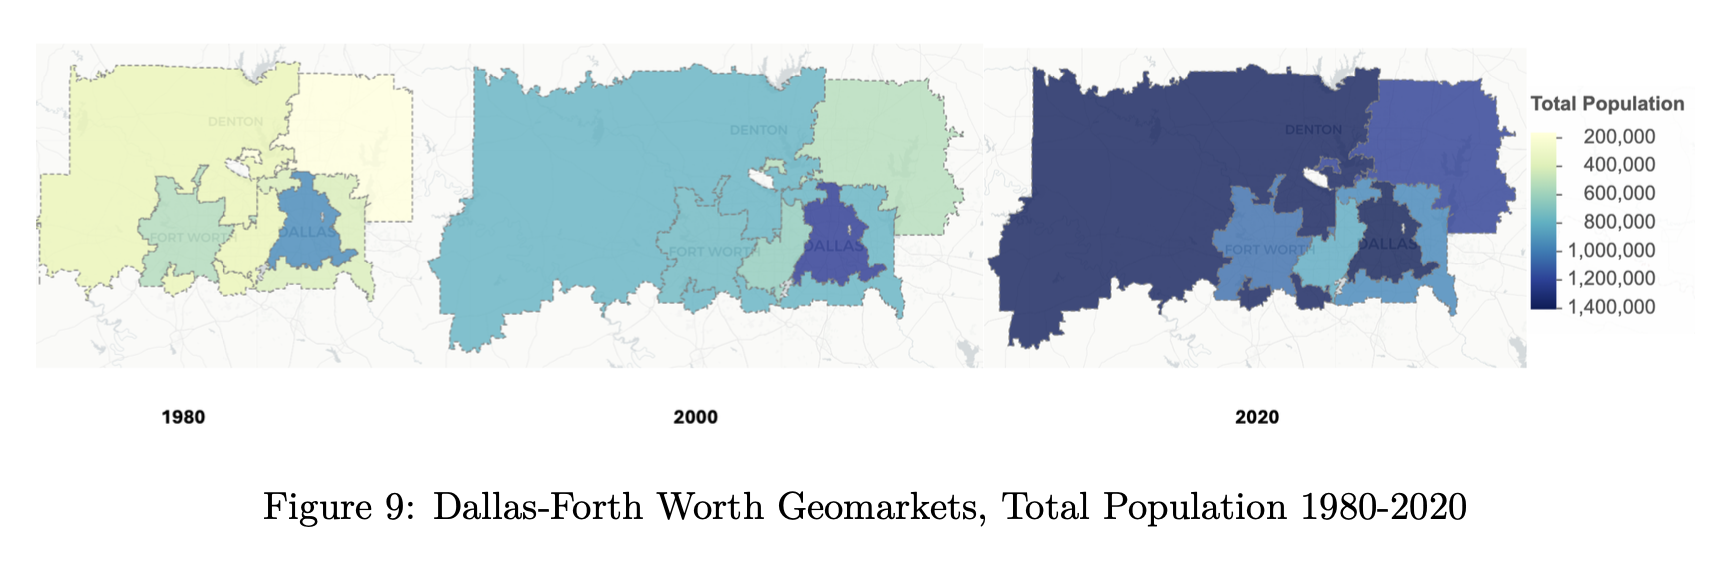 DENTON
FORT WORTH
DALLAS
DENTON
FORT WORTH
DALLAS
DENTON
FORT WORTH
DALLAS
Total Population
200,000
400,000
600,000
800,000
1,000,000
1,200,000
1,400,000
1980
2000
2020
Figure 9: Dallas-Forth Worth Geomarkets, Total Population 1980-2020